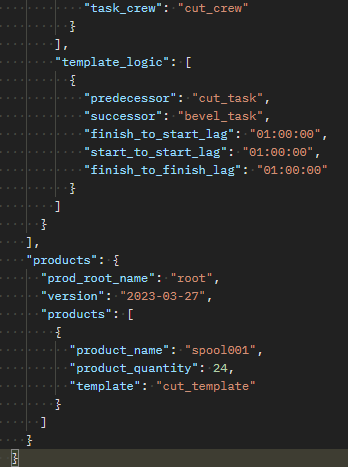 "task_crew": "cut_crew"
}
],
"template_logic": [
{
"predecessor": "cut_task",
"successor": "bevel_task",
"finish_to_start_lag": "01:00:00",
"start_to_start_lag": "01:00:00",
"finish_to_finish_lag": "01:00:00"
}
]
}
],
"products": {
"prod_root_name": "root",
"version": "2023-03-27",
"products": [
{
"product_name": "spool001",
"product_quantity": 24,
"template": "cut_template"
}
]
}
}